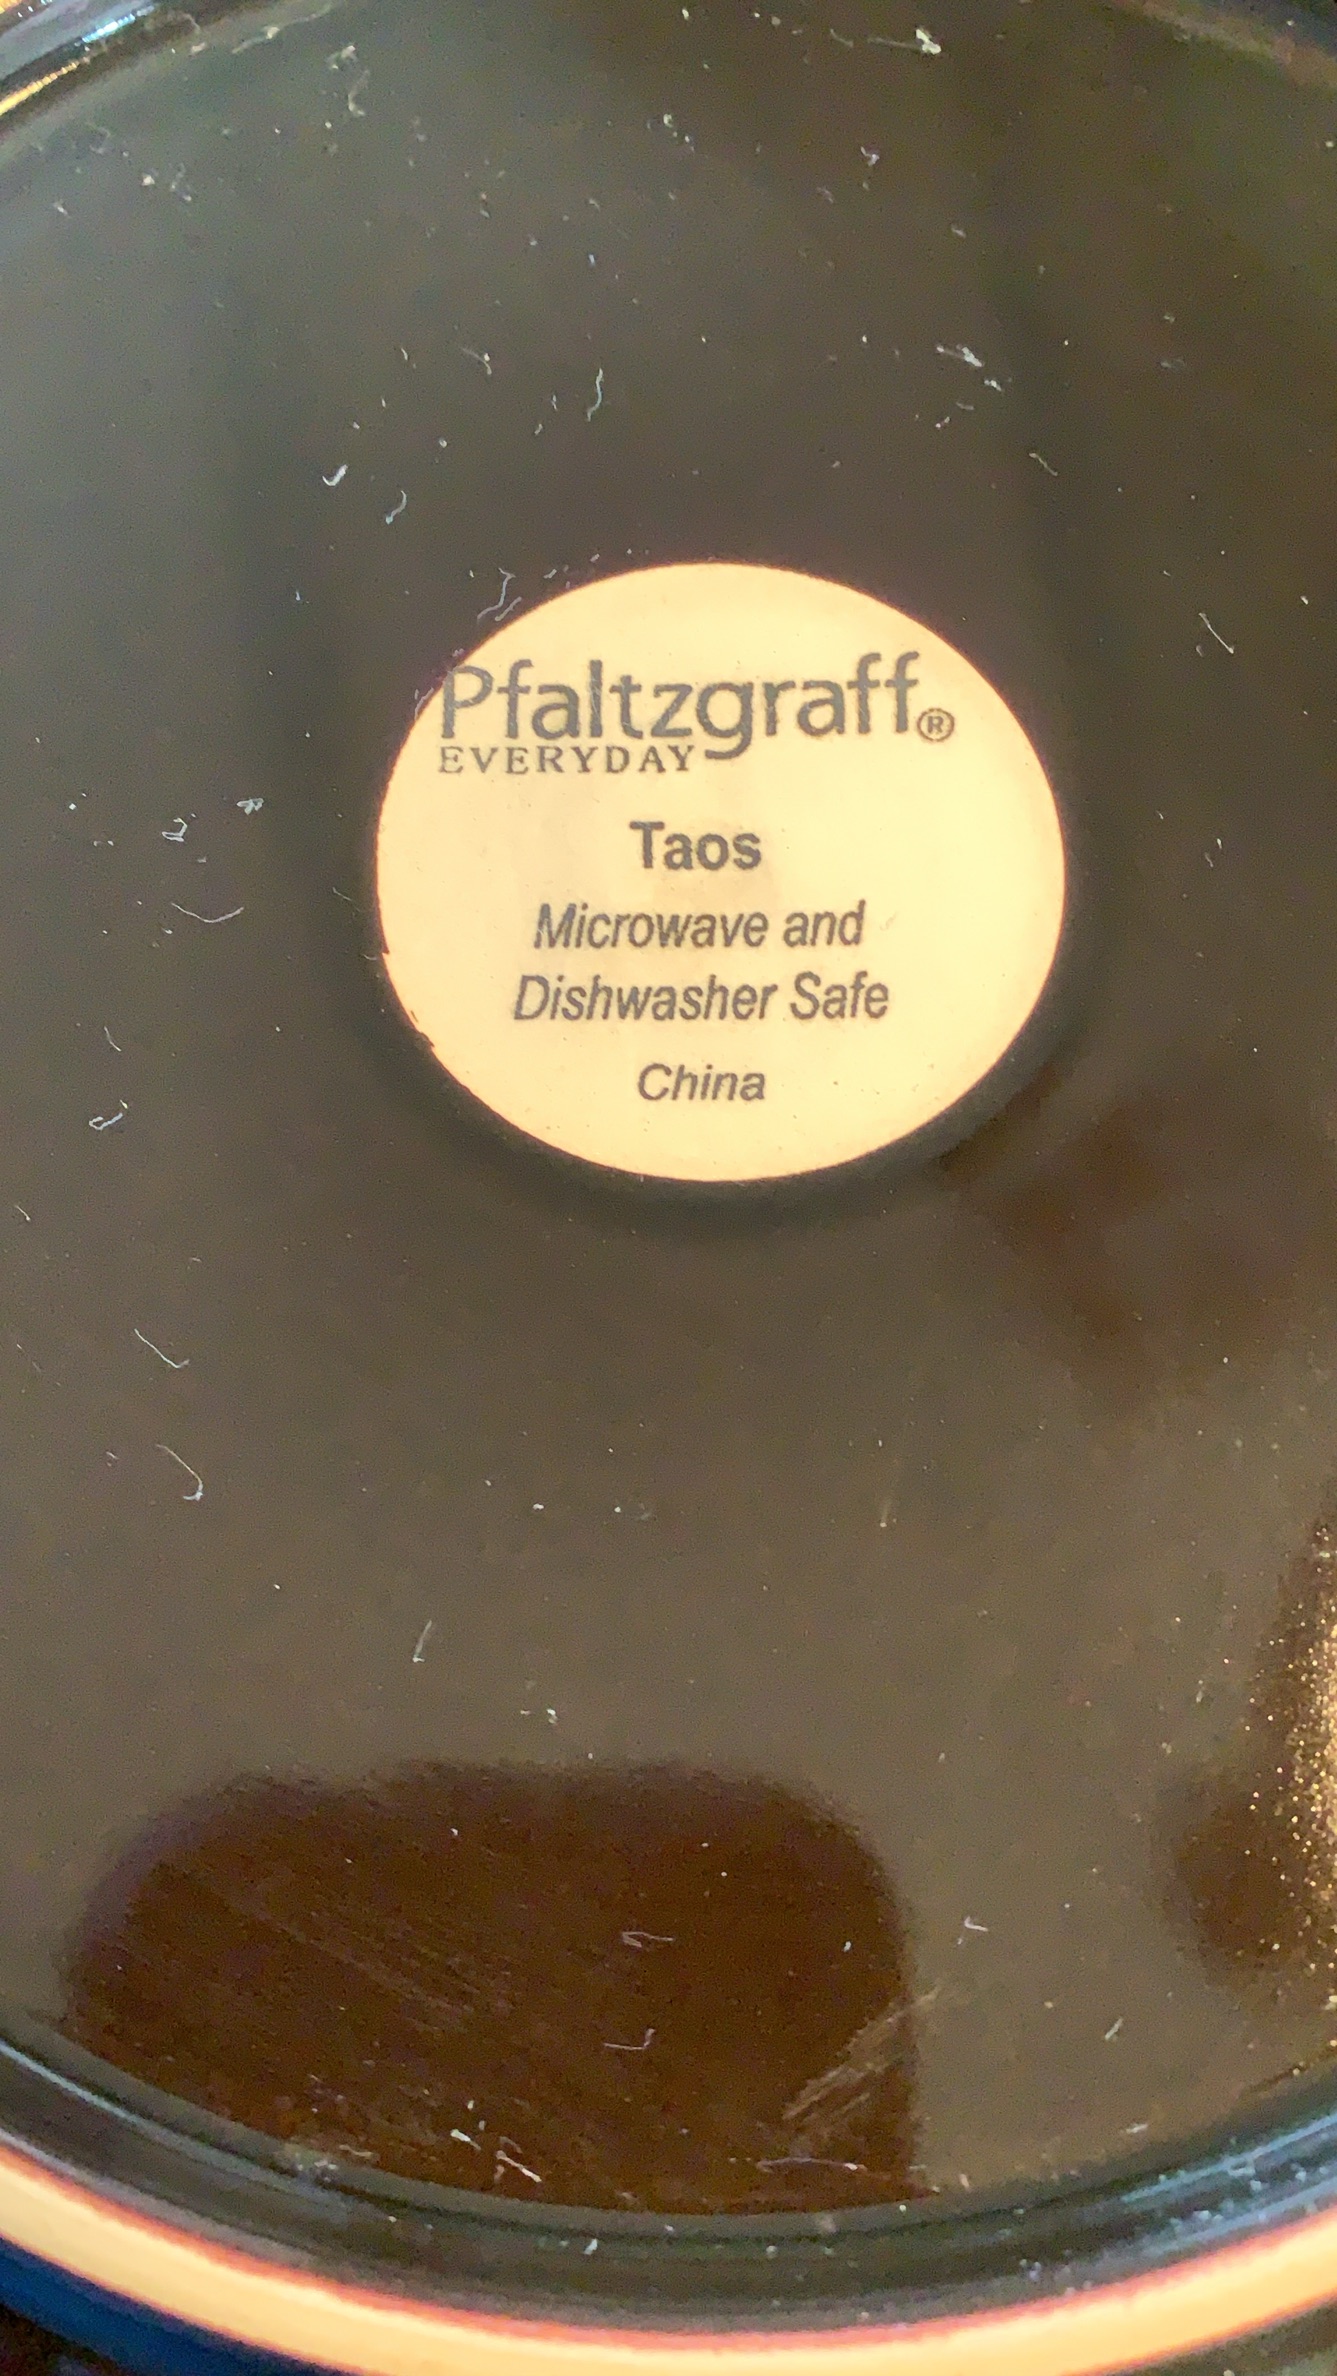 Pfaltzgraff®
EVERYDAY
Taos
Microwave and
Dishwasher Safe
China